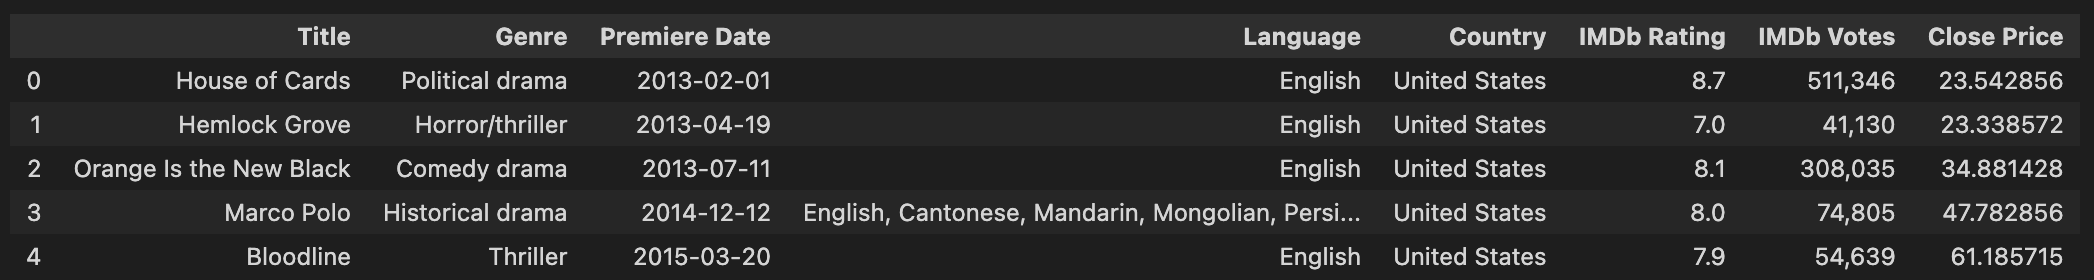 Title Genre Premiere Date Language Country IMDb Rating IMDb Votes Close Price
0 House of Cards Political drama 2013-02-01 English United States 8.7 511,346 23.542856
1 Hemlock Grove Horror/thriller 2013-04-19 English United States 7.0 41,130 23.338572
2 Orange Is the New Black Comedy drama 2013-07-11 English United States 8.1 308,035 34.881428
3 Marco Polo Historical drama 2014-12-12 English, Cantonese, Mandarin, Mongolian, Persi... United States 8.0 74,805 47.782856
4 Bloodline Thriller 2015-03-20 English United States 7.9 54,639 61.185715